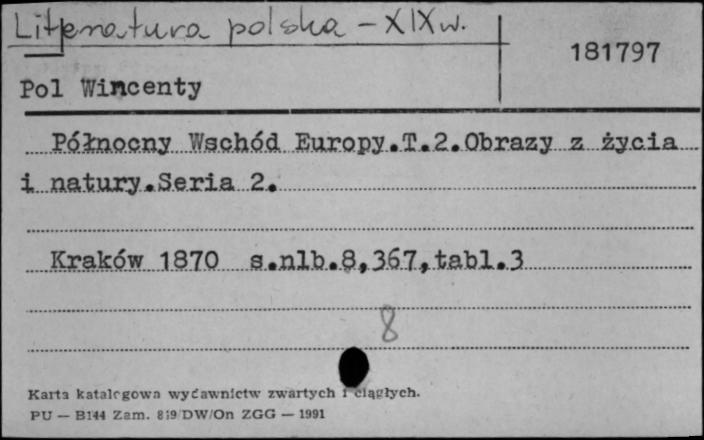 Literatura polska - XIX w.
181797
Pol Wincenty
Północny Wschód Europy.T.2.Obrazy z życia
i natury.Seria 2.
Kraków 1870 s.nlb.8,367,tabl.3
8
Karta katalogowa wydawnictw zwartych i ciągłych.
PU — B144 Zam. 819/DW/On ZGG — 1991